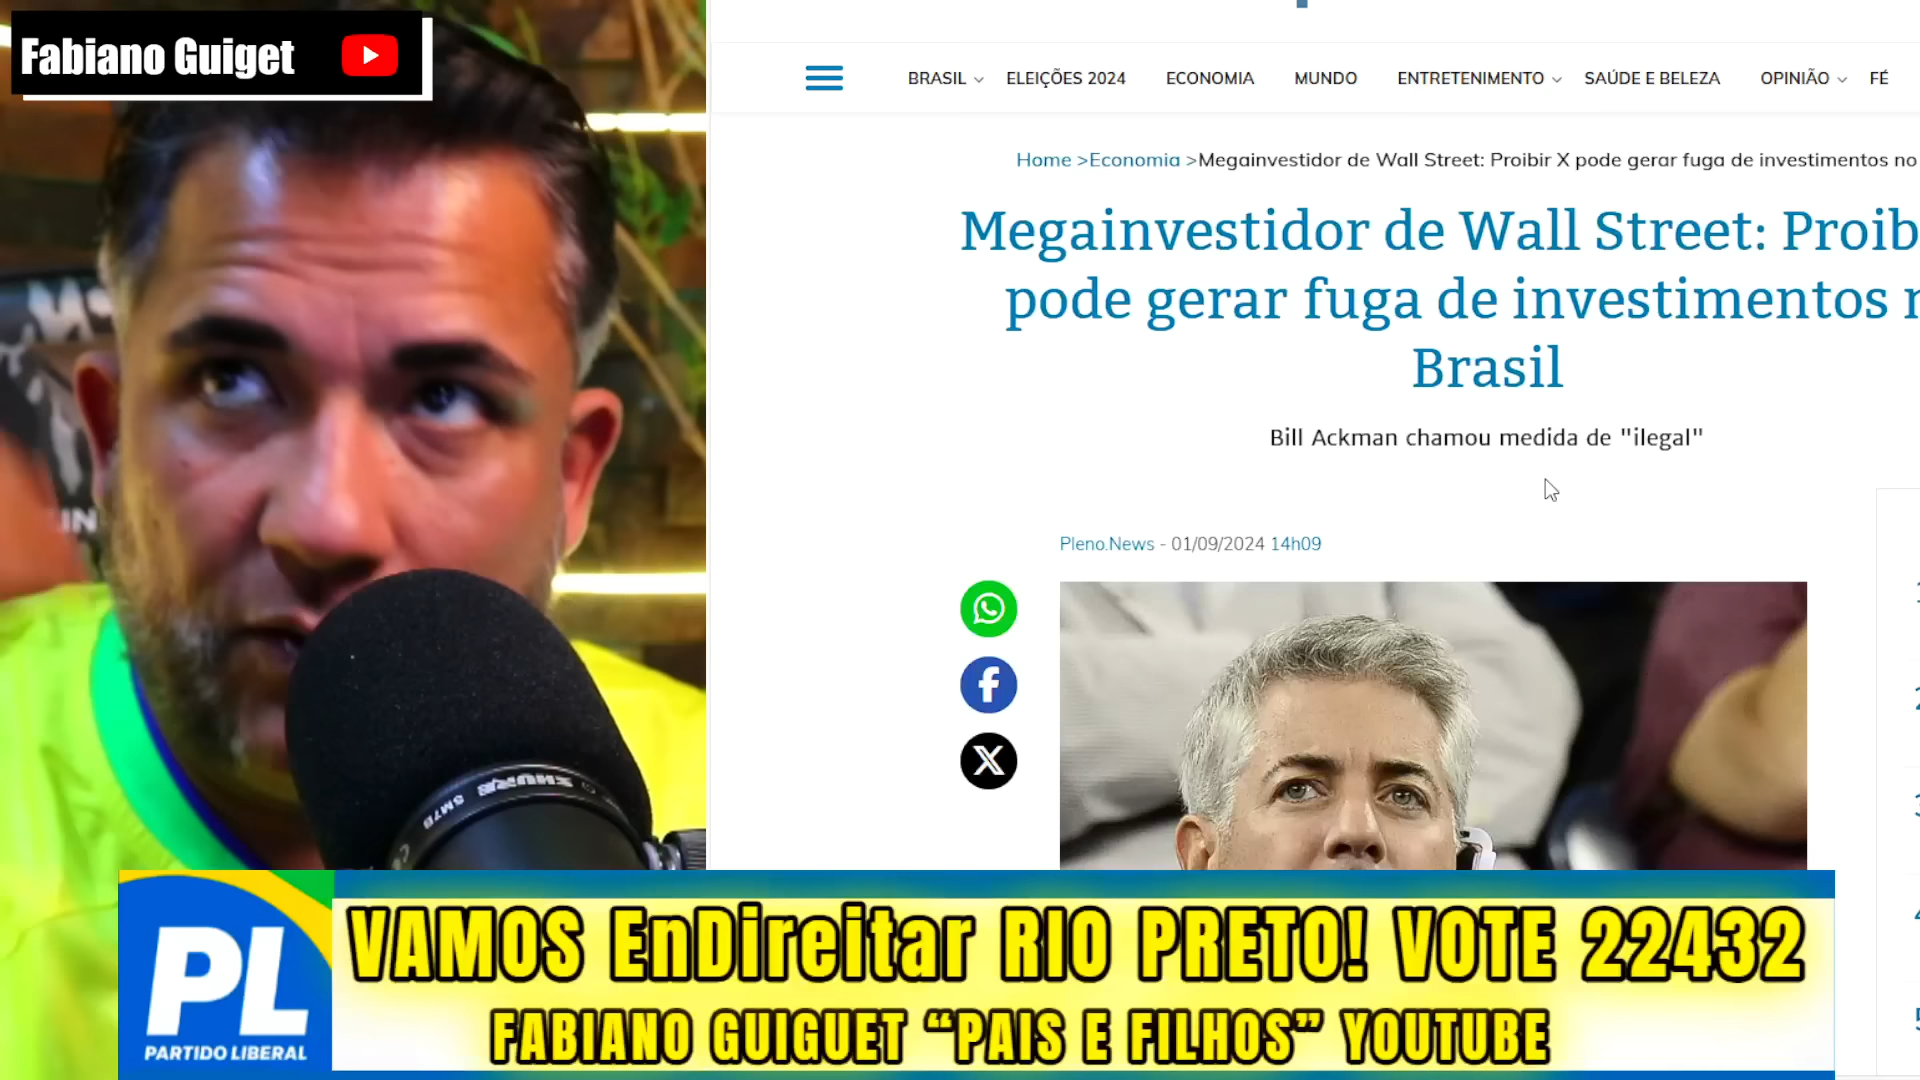 Fabiano Guiget
BRASIL ELEIÇÕES 2024 ECONOMIA MUNDO ENTRETENIMENTO SAÚDE E BELEZA OPINIÃO FÉ
Home >Economia >Megainvestidor de Wall Street: Proibir X pode gerar fuga de investimentos no
Megainvestidor de Wall Street: Proib
pode gerar fuga de investimentos n
Brasil
Bill Ackman chamou medida de "ilegal"
Pleno.News - 01/09/2024 14h09
SHURE
SM7B
PL
PARTIDO LIBERAL
VAMOS EnDireitar RIO PRETO! VOTE 22432
FABIANO GUIGUET “PAIS E FILHOS” YOUTUBE